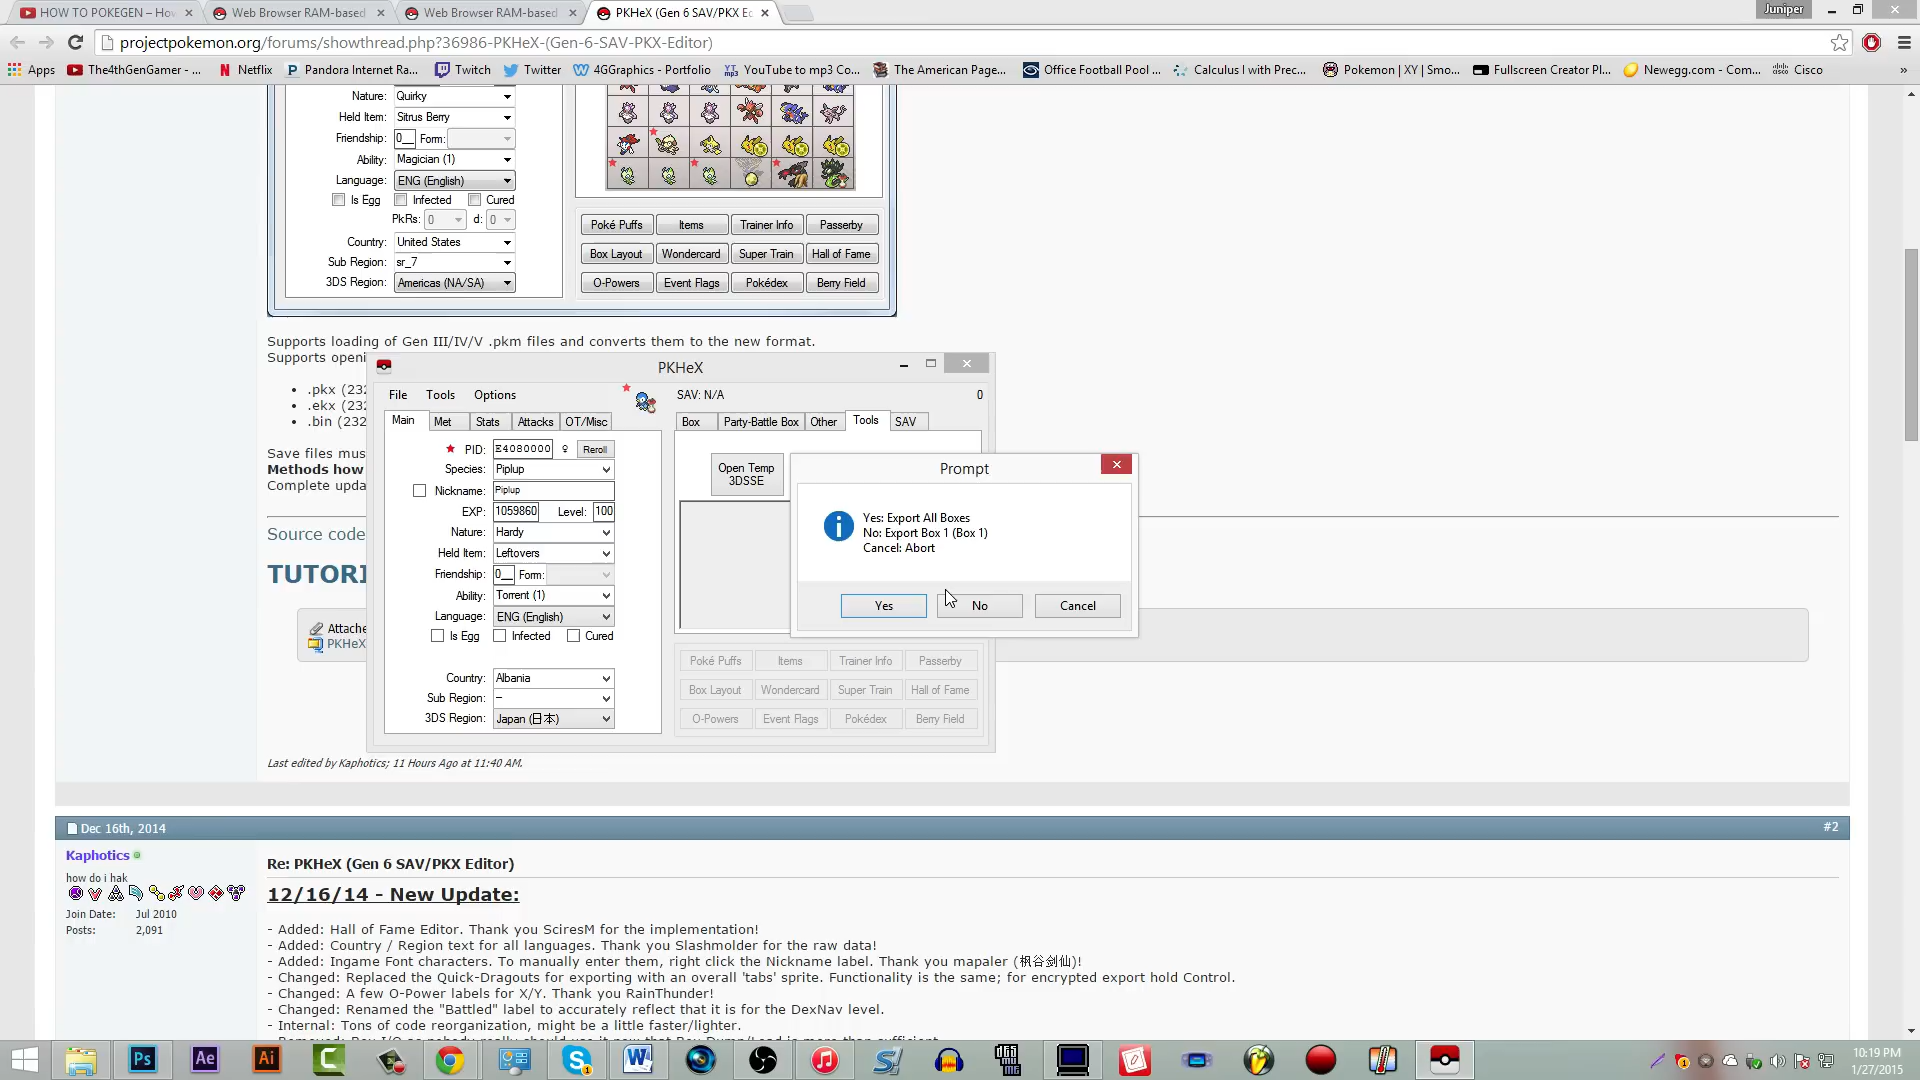 HOW TO POKEGEN – How
Web Browser RAM-based
Web Browser RAM-based
PKHeX (Gen 6 SAV/PKX Ec
Juniper
projectpokemon.org/forums/showthread.php?36986-PKHeX-(Gen-6-SAV-PKX-Editor)
Apps
The4thGenGamer - ...
Netflix
Pandora Internet Ra...
Twitch
Twitter
4GGraphics - Portfolio
YouTube to mp3 Co...
The American Page...
Office Football Pool ...
Calculus I with Prec...
Pokemon | XY | Smo...
Fullscreen Creator Pl...
Newegg.com - Com...
Cisco
»
Nature: Quirky
Held Item: Sitrus Berry
Friendship: 0__ Form:
Ability: Magician (1)
Language: ENG (English)
Is Egg Infected Cured
PkRs: 0 d: 0
Country: United States
Sub Region: sr_7
3DS Region: Americas (NA/SA)
Poké Puffs Items Trainer Info Passerby
Box Layout Wondercard Super Train Hall of Fame
O-Powers Event Flags Pokédex Berry Field
Supports loading of Gen III/IV/V .pkm files and converts them to the new format.
Supports openi
• .pkx (232
• .ekx (232
• .bin (232
Save files mus
Methods how
Complete upda
Source code
TUTORI
Attache
PKHeX
PKHeX
File Tools Options
SAV: N/A 0
Main Met Stats Attacks OT/Misc
Box Party-Battle Box Other Tools SAV
PID: E4080000 ♀ Reroll
Species: Piplup
Nickname: Piplup
EXP: 1059860 Level: 100
Nature: Hardy
Held Item: Leftovers
Friendship: 0__ Form:
Ability: Torrent (1)
Language: ENG (English)
Is Egg Infected Cured
Country: Albania
Sub Region: –
3DS Region: Japan (日本)
Open Temp
3DSSE
Poké Puffs Items Trainer Info Passerby
Box Layout Wondercard Super Train Hall of Fame
O-Powers Event Flags Pokédex Berry Field
Prompt
Yes: Export All Boxes
No: Export Box 1 (Box 1)
Cancel: Abort
Yes No Cancel
Last edited by Kaphotics; 11 Hours Ago at 11:40 AM.
Dec 16th, 2014 #2
Kaphotics
how do i hak
Join Date: Jul 2010
Posts: 2,091
Re: PKHeX (Gen 6 SAV/PKX Editor)
12/16/14 - New Update:
- Added: Hall of Fame Editor. Thank you SciresM for the implementation!
- Added: Country / Region text for all languages. Thank you Slashmolder for the raw data!
- Added: Ingame Font characters. To manually enter them, right click the Nickname label. Thank you mapaler (枫谷剑仙)!
- Changed: Replaced the Quick-Dragouts for exporting with an overall 'tabs' sprite. Functionality is the same; for encrypted export hold Control.
- Changed: A few O-Power labels for X/Y. Thank you RainThunder!
- Changed: Renamed the "Battled" label to accurately reflect that it is for the DexNav level.
- Internal: Tons of code reorganization, might be a little faster/lighter.
Ps
Ae
Ai
10:19 PM
1/27/2015